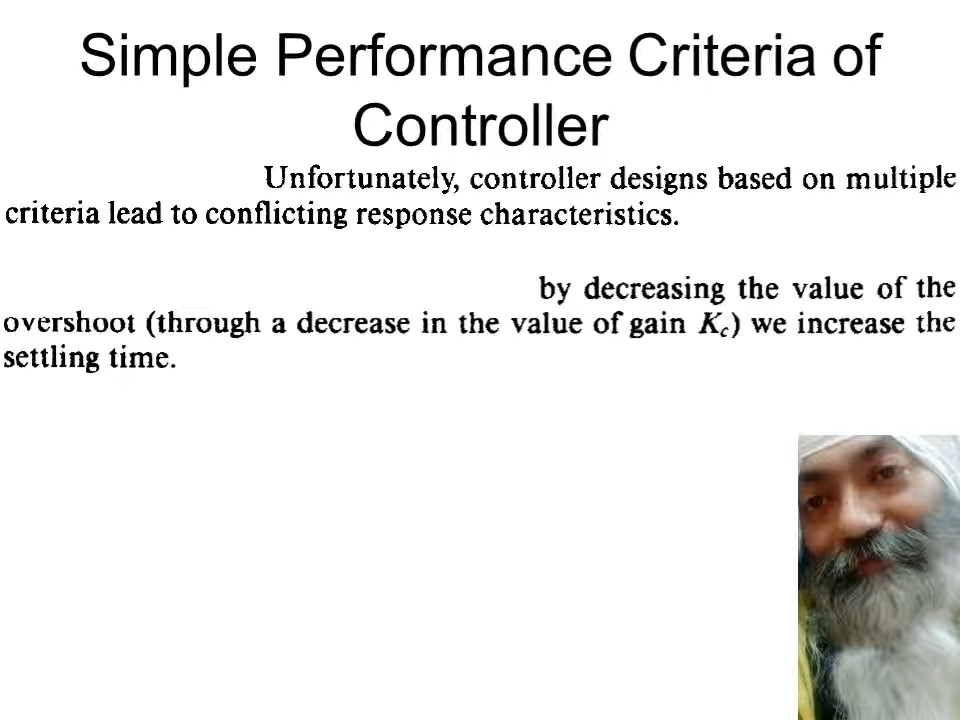 Simple Performance Criteria of
Controller
Unfortunately, controller designs based on multiple
criteria lead to conflicting response characteristics.
by decreasing the value of the
overshoot (through a decrease in the value of gain Kc) we increase the
settling time.